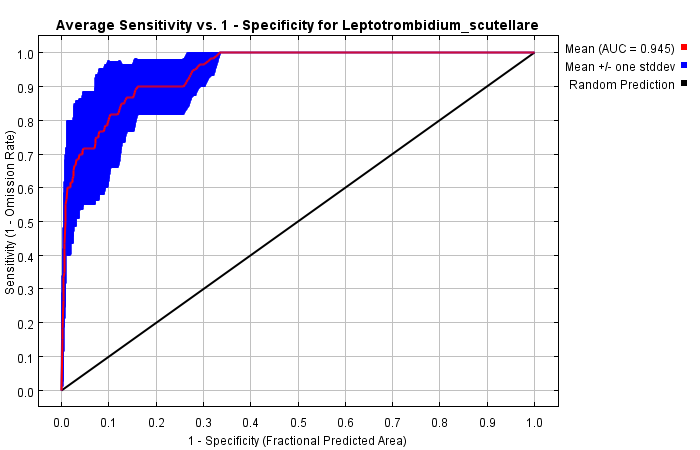 Average Sensitivity vs. 1 - Specificity for Leptotrombidium_scutellare
Mean (AUC = 0.945)
Mean +/- one stddev
Random Prediction
Sensitivity (1 - Omission Rate)
1.0
0.9
0.8
0.7
0.6
0.5
0.4
0.3
0.2
0.1
0.0
0.0 0.1 0.2 0.3 0.4 0.5 0.6 0.7 0.8 0.9 1.0
1 - Specificity (Fractional Predicted Area)